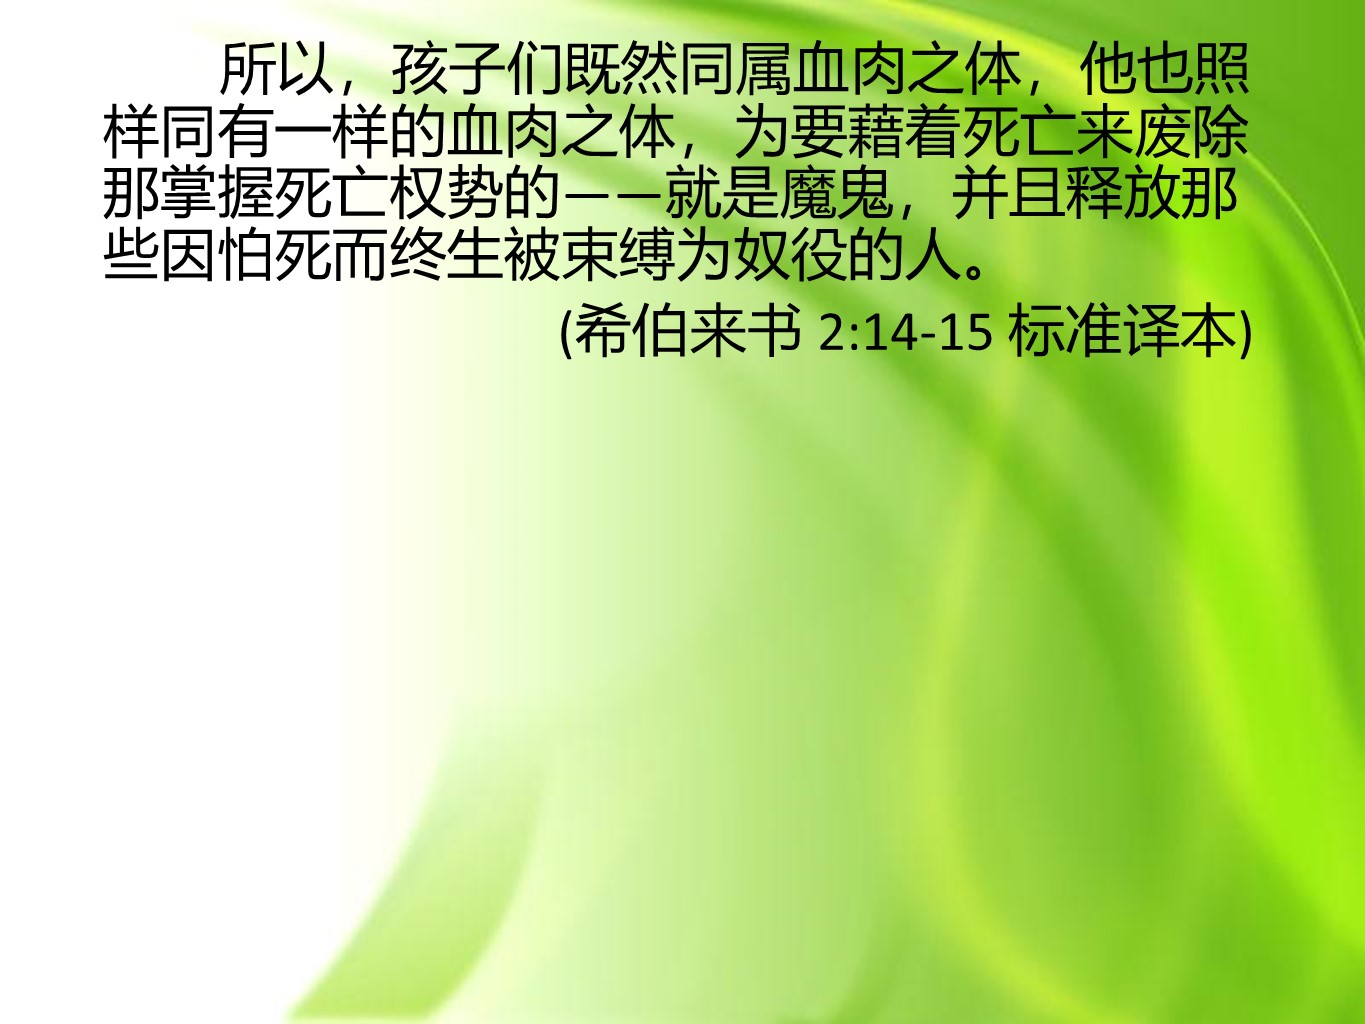 所以，孩子们既然同属血肉之体，他也照
样同有一样的血肉之体，为要藉着死亡来废除
那掌握死亡权势的——就是魔鬼，并且释放那
些因怕死而终生被束缚为奴役的人。
(希伯来书 2:14-15 标准译本)